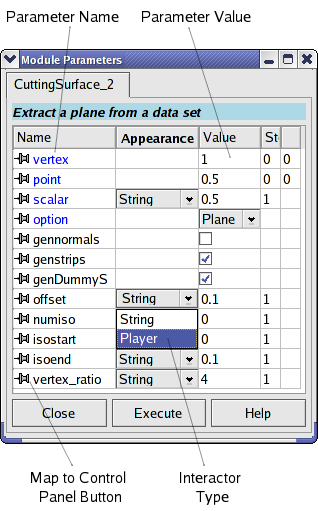 Parameter Name Parameter Value
Module Parameters
CuttingSurface_2
Extract a plane from a data set
Name Appearance Value St
vertex 1 0 0
point 0.5 0 0
scalar String 0.5 1
option Plane
gennormals
genstrips
genDummyS
offset String 0.1 1
numiso String 0 1
isostart Player 0 1
isoend String 0.1 1
vertex_ratio String 4 1
Close Execute Help
Map to Control Interactor
Panel Button Type